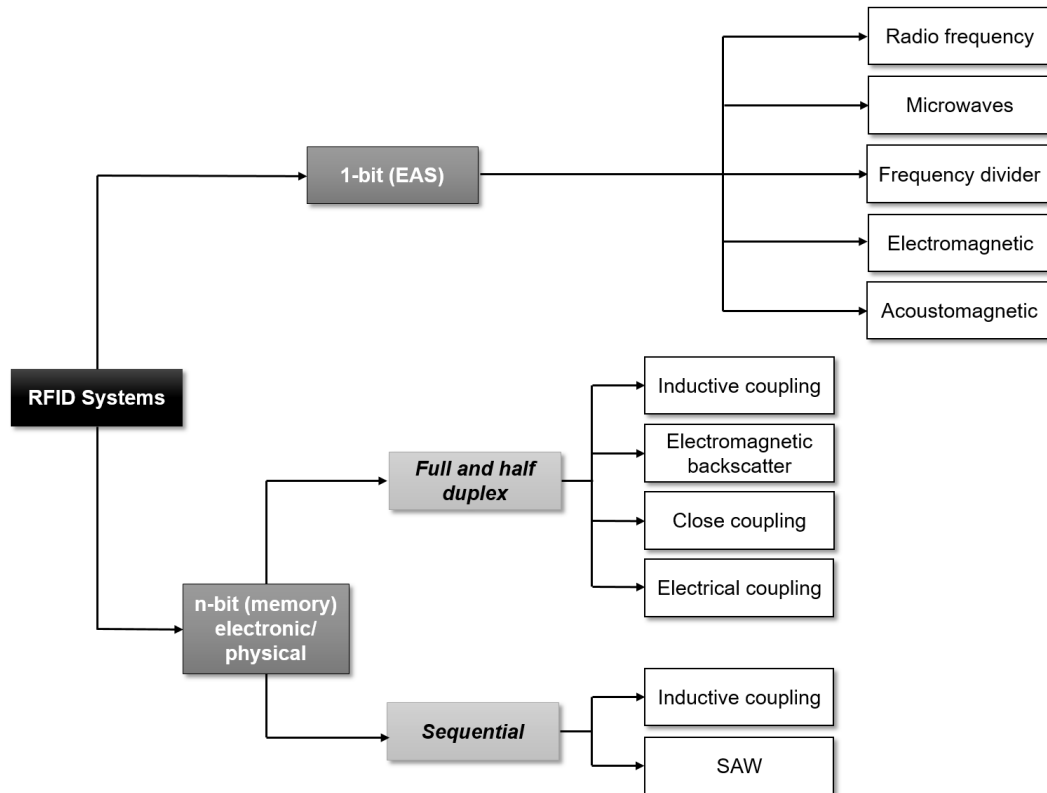 Radio frequency
Microwaves
1-bit (EAS)
Frequency divider
Electromagnetic
Acoustomagnetic
RFID Systems
Inductive coupling
Full and half
duplex
Electromagnetic
backscatter
Close coupling
Electrical coupling
n-bit (memory)
electronic/
physical
Sequential
Inductive coupling
SAW